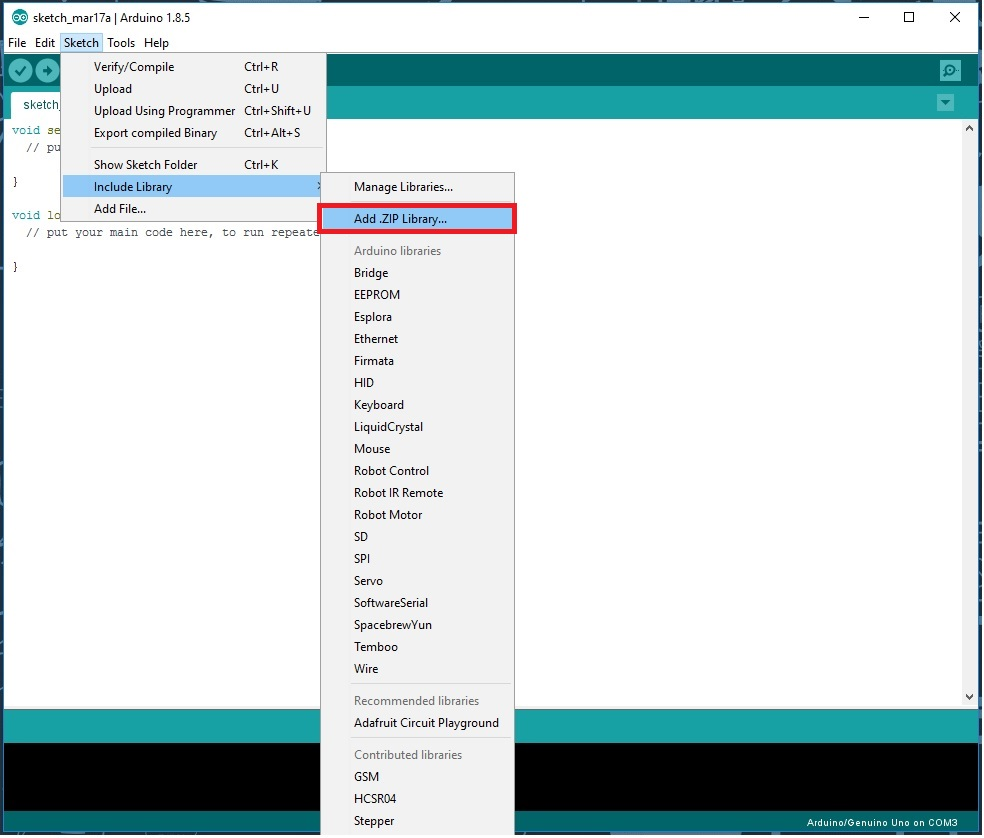 sketch_mar17a | Arduino 1.8.5
File Edit Sketch Tools Help
Verify/Compile Ctrl+R
Upload Ctrl+U
Upload Using Programmer Ctrl+Shift+U
Export compiled Binary Ctrl+Alt+S
Show Sketch Folder Ctrl+K
Include Library
Add File...
sketch_
void se
// pu
}
void lo
// put your main code here, to run repeate
}
Manage Libraries...
Add .ZIP Library...
Arduino libraries
Bridge
EEPROM
Esplora
Ethernet
Firmata
HID
Keyboard
LiquidCrystal
Mouse
Robot Control
Robot IR Remote
Robot Motor
SD
SPI
Servo
SoftwareSerial
SpacebrewYun
Temboo
Wire
Recommended libraries
Adafruit Circuit Playground
Contributed libraries
GSM
HCSR04
Stepper
Arduino/Genuino Uno on COM3